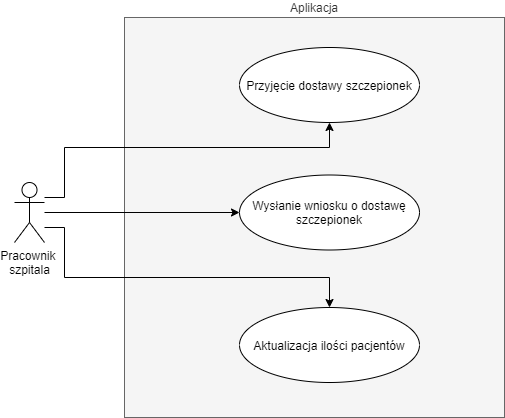 Aplikacja
Przyjęcie dostawy szczepionek
Wysłanie wniosku o dostawę
szczepionek
Pracownik
szpitala
Aktualizacja ilości pacjentów